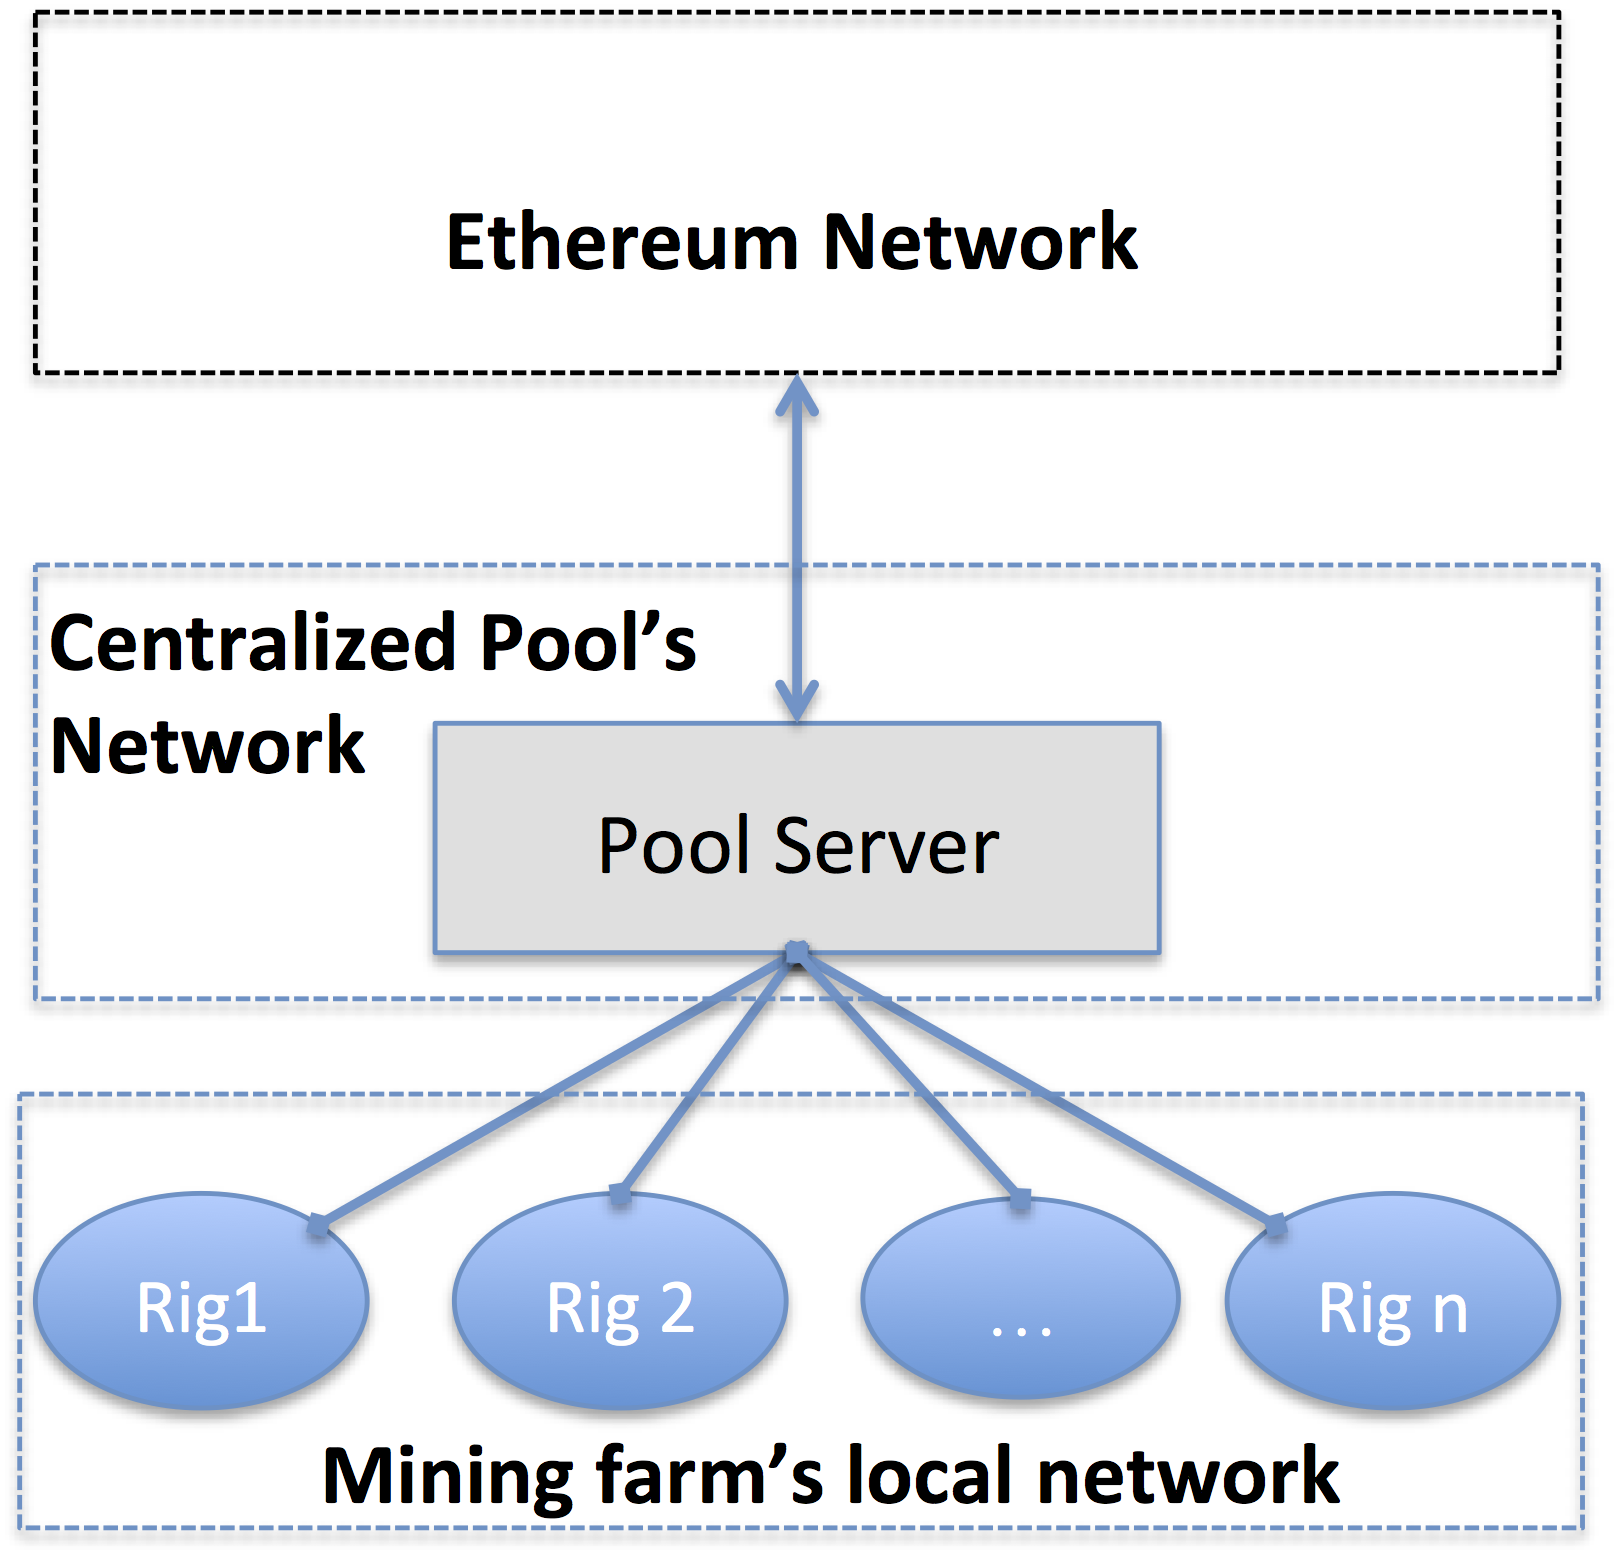 Ethereum Network
Centralized Pool’s
Network
Pool Server
Rig1
Rig 2
...
Rig n
Mining farm’s local network